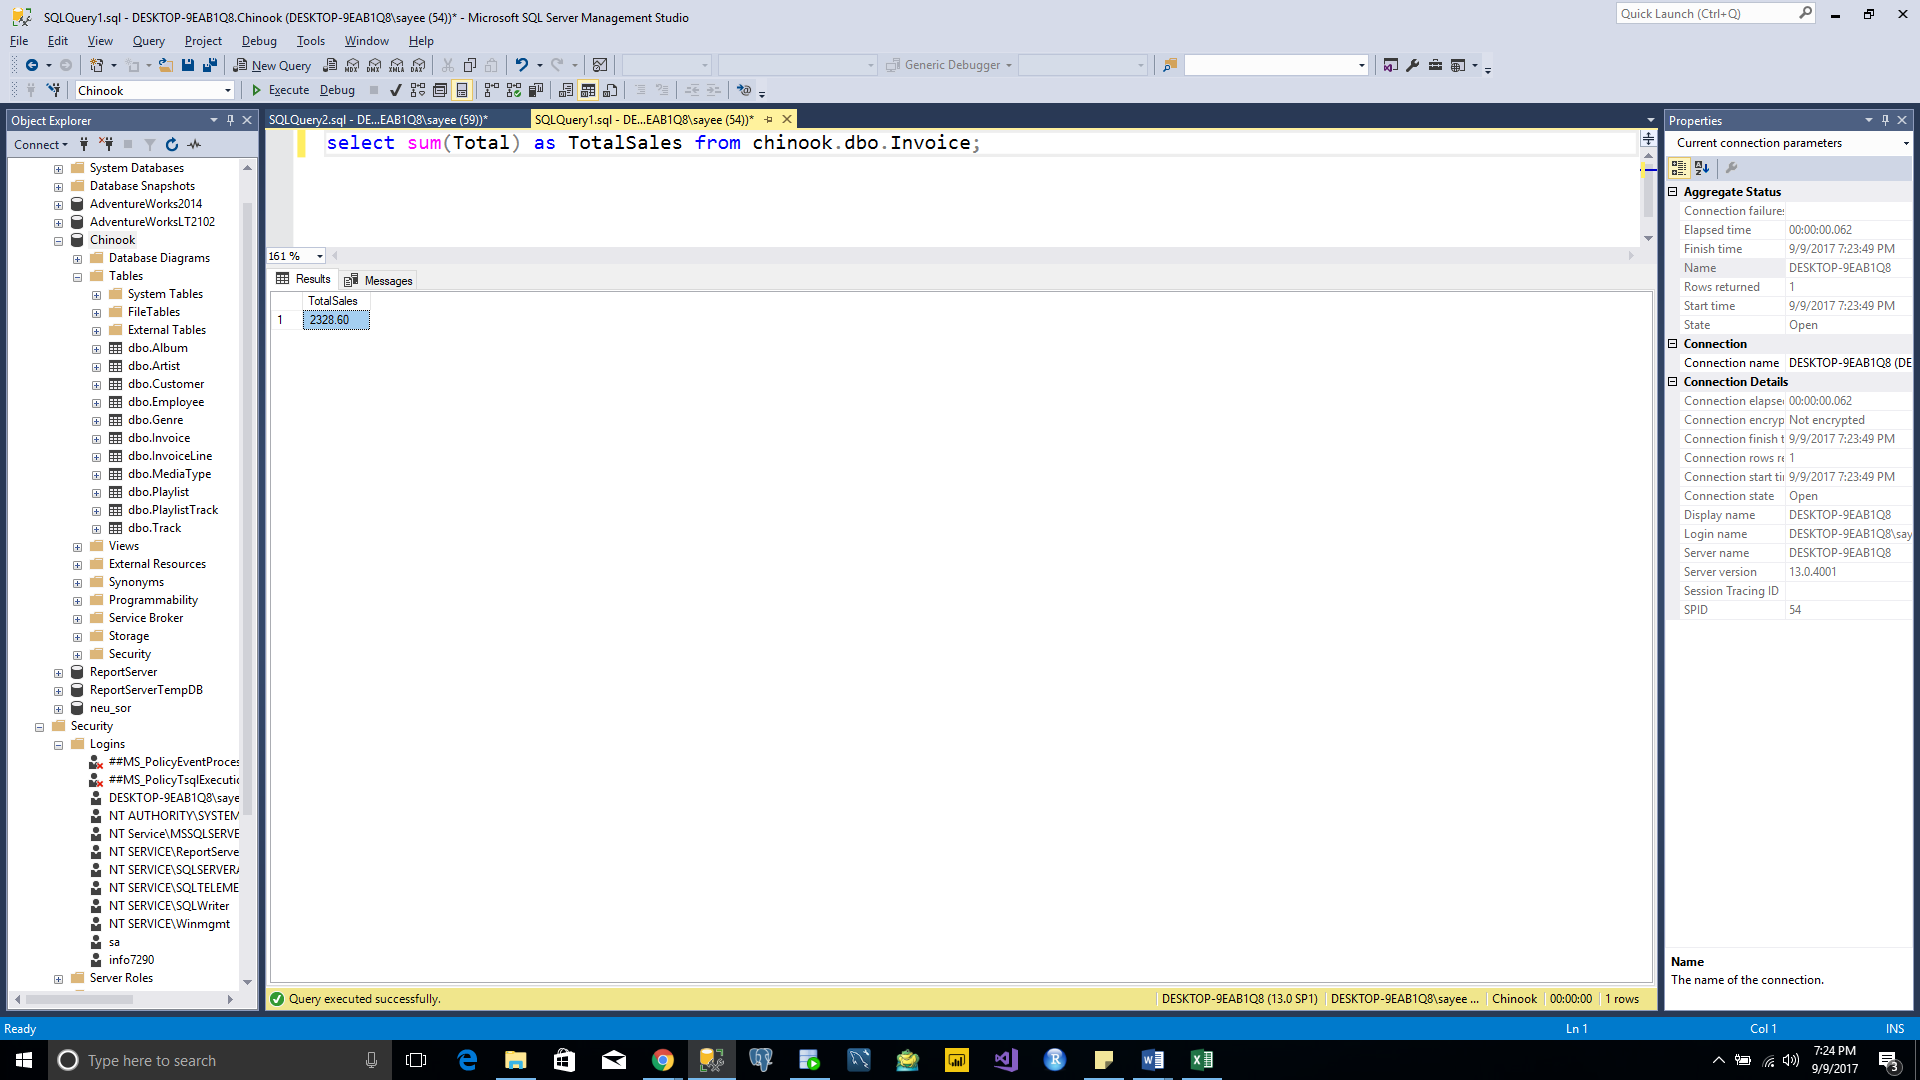 SQLQuery1.sql - DESKTOP-9EAB1Q8.Chinook (DESKTOP-9EAB1Q8\sayee (54))* - Microsoft SQL Server Management Studio
Quick Launch (Ctrl+Q)
File Edit View Query Project Debug Tools Window Help
New Query
MDX DMX XMLA DAX
Generic Debugger
Chinook
Execute Debug
Object Explorer
Connect
System Databases
Database Snapshots
AdventureWorks2014
AdventureWorksLT2102
Chinook
Database Diagrams
Tables
System Tables
FileTables
External Tables
dbo.Album
dbo.Artist
dbo.Customer
dbo.Employee
dbo.Genre
dbo.Invoice
dbo.InvoiceLine
dbo.MediaType
dbo.Playlist
dbo.PlaylistTrack
dbo.Track
Views
External Resources
Synonyms
Programmability
Service Broker
Storage
Security
ReportServer
ReportServerTempDB
neu_sor
Security
Logins
##MS_PolicyEventProces
##MS_PolicyTsqlExecutio
DESKTOP-9EAB1Q8\saye
NT AUTHORITY\SYSTEM
NT Service\MSSQLSERVE
NT SERVICE\ReportServe
NT SERVICE\SQLSERVERA
NT SERVICE\SQLTELEME
NT SERVICE\SQLWriter
NT SERVICE\Winmgmt
sa
info7290
Server Roles
SQLQuery2.sql - DE...EAB1Q8\sayee (59))*
SQLQuery1.sql - DE...EAB1Q8\sayee (54))*
select sum(Total) as TotalSales from chinook.dbo.Invoice;
161 %
Results Messages
TotalSales
1 2328.60
Query executed successfully.
DESKTOP-9EAB1Q8 (13.0 SP1) DESKTOP-9EAB1Q8\sayee ... Chinook 00:00:00 1 rows
Properties
Current connection parameters
Aggregate Status
Connection failures
Elapsed time 00:00:00.062
Finish time 9/9/2017 7:23:49 PM
Name DESKTOP-9EAB1Q8
Rows returned 1
Start time 9/9/2017 7:23:49 PM
State Open
Connection
Connection name DESKTOP-9EAB1Q8 (DE
Connection Details
Connection elapse 00:00:00.062
Connection encryp Not encrypted
Connection finish t 9/9/2017 7:23:49 PM
Connection rows re 1
Connection start ti 9/9/2017 7:23:49 PM
Connection state Open
Display name DESKTOP-9EAB1Q8
Login name DESKTOP-9EAB1Q8\say
Server name DESKTOP-9EAB1Q8
Server version 13.0.4001
Session Tracing ID
SPID 54
Name
The name of the connection.
Ready Ln 1 Col 1 INS
Type here to search
7:24 PM
9/9/2017
3